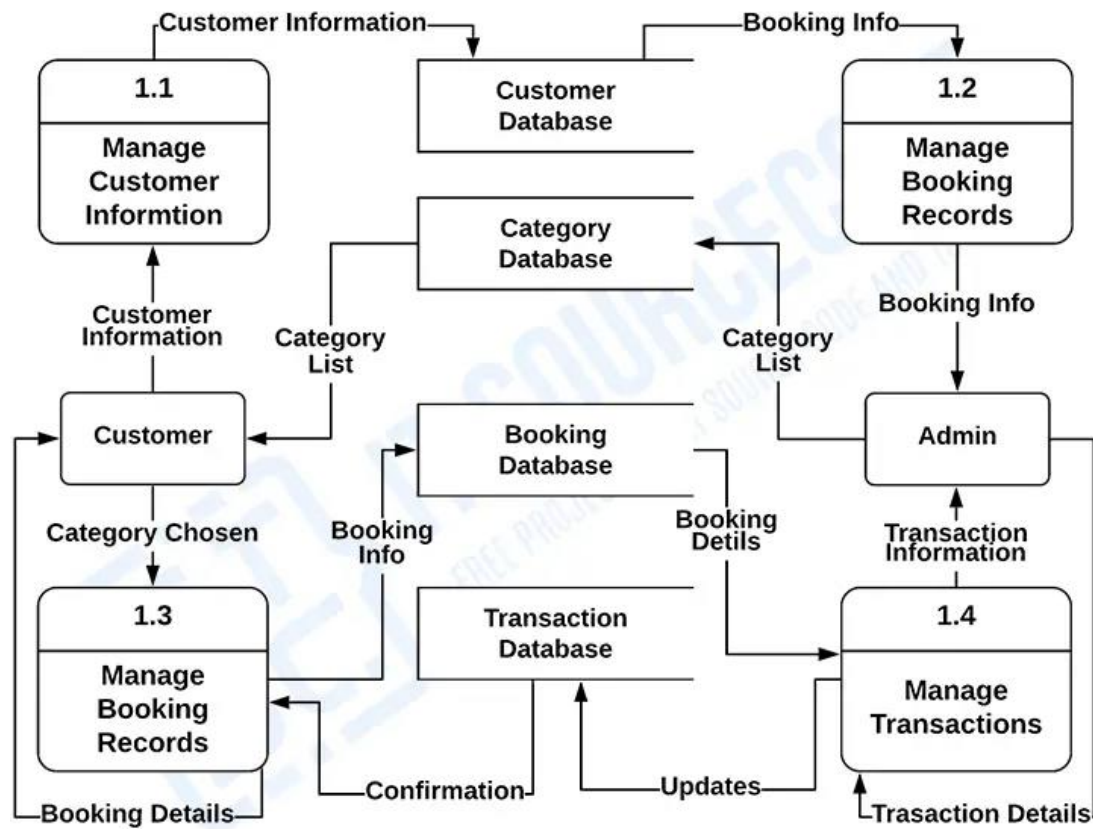 Customer Information
Booking Info
1.1
Manage
Customer
Informtion
Customer
Database
1.2
Manage
Booking
Records
Category
Database
Customer
Information
Category
List
Category
List
Booking Info
Customer
Booking
Database
Admin
Category Chosen
Booking
Info
Booking
Detils
Transaction
Information
1.3
Manage
Booking
Records
Transaction
Database
1.4
Manage
Transactions
Confirmation
Updates
Booking Details
Trasaction Details